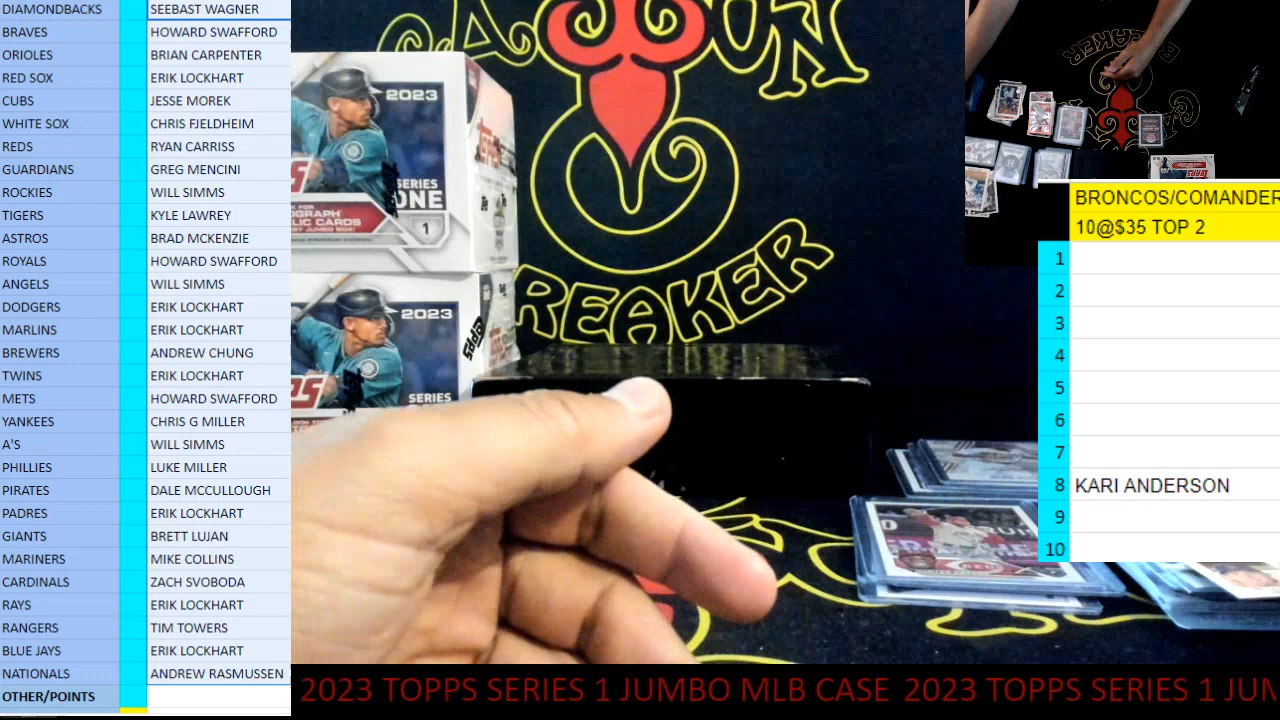 DIAMONDBACKS SEEBAST WAGNER
BRAVES HOWARD SWAFFORD
ORIOLES BRIAN CARPENTER
RED SOX ERIK LOCKHART
CUBS JESSE MOREK
WHITE SOX CHRIS FJELDHEIM
REDS RYAN CARRISS
GUARDIANS GREG MENCINI
ROCKIES WILL SIMMS
TIGERS KYLE LAWREY
ASTROS BRAD MCKENZIE
ROYALS HOWARD SWAFFORD
ANGELS WILL SIMMS
DODGERS ERIK LOCKHART
MARLINS ERIK LOCKHART
BREWERS ANDREW CHUNG
TWINS ERIK LOCKHART
METS HOWARD SWAFFORD
YANKEES CHRIS G MILLER
A'S WILL SIMMS
PHILLIES LUKE MILLER
PIRATES DALE MCCULLOUGH
PADRES ERIK LOCKHART
GIANTS BRETT LUJAN
MARINERS MIKE COLLINS
CARDINALS ZACH SVOBODA
RAYS ERIK LOCKHART
RANGERS TIM TOWERS
BLUE JAYS ERIK LOCKHART
NATIONALS ANDREW RASMUSSEN
OTHER/POINTS
2023
SERIES
ONE
1
2023
SERIES
REAKER
BRONCOS/COMANDER
10@$35 TOP 2
1
2
3
4
5
6
7
8 KARI ANDERSON
9
10
2023 TOPPS SERIES 1 JUMBO MLB CASE 2023 TOPPS SERIES 1 JUM